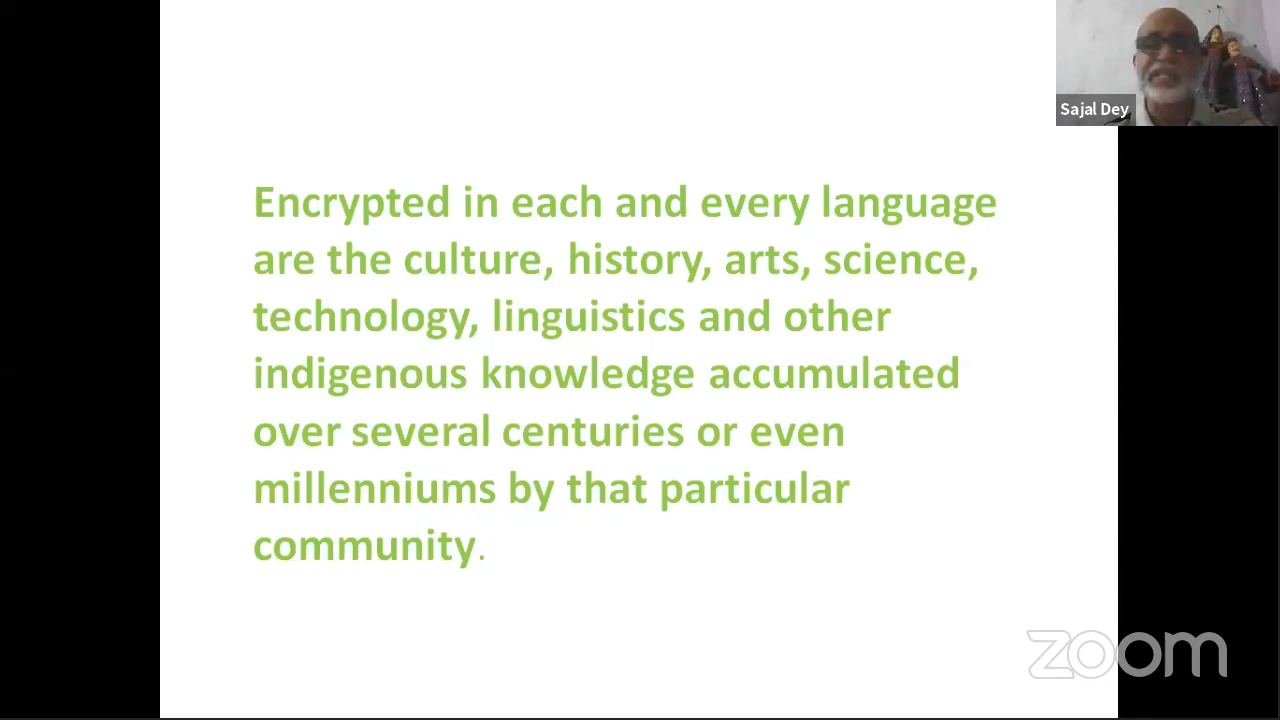 Sajal Dey
Encrypted in each and every language
are the culture, history, arts, science,
technology, linguistics and other
indigenous knowledge accumulated
over several centuries or even
millenniums by that particular
community.
zoom